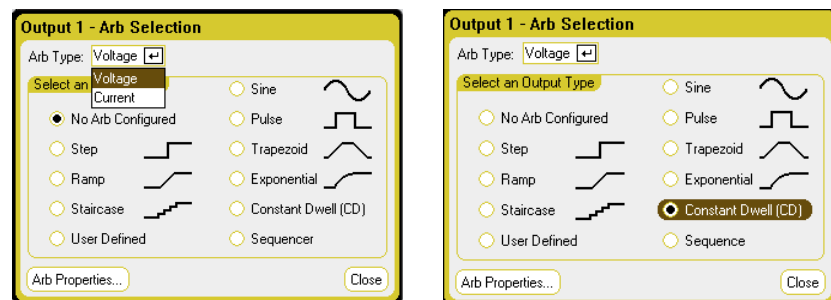 Output 1 - Arb Selection
Arb Type: Voltage
Voltage
Current
Select an
Sine
No Arb Configured
Pulse
Step
Trapezoid
Ramp
Exponential
Staircase
Constant Dwell (CD)
User Defined
Sequencer
Arb Properties...
Close
Output 1 - Arb Selection
Arb Type: Voltage
Select an Output Type
Sine
No Arb Configured
Pulse
Step
Trapezoid
Ramp
Exponential
Staircase
Constant Dwell (CD)
User Defined
Sequence
Arb Properties...
Close